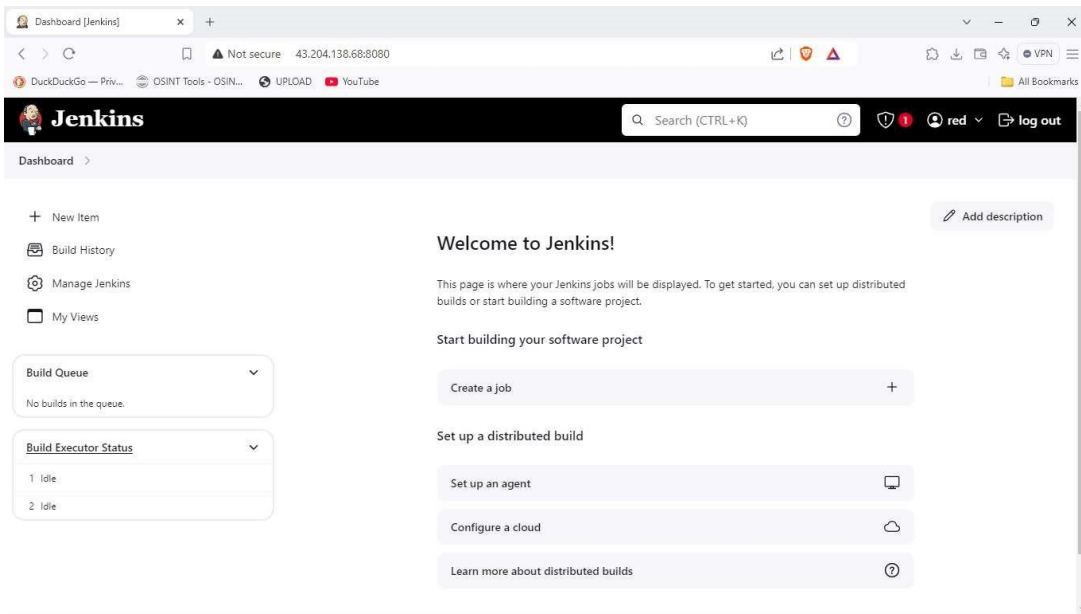 Dashboard [Jenkins]
Not secure 43.204.138.68:8080
VPN
DuckDuckGo — Priv...
OSINT Tools - OSIN...
UPLOAD
YouTube
All Bookmarks
Jenkins
Search (CTRL+K)
1
red
log out
Dashboard
New Item
Build History
Manage Jenkins
My Views
Build Queue
No builds in the queue.
Build Executor Status
1 Idle
2 Idle
Add description
Welcome to Jenkins!
This page is where your Jenkins jobs will be displayed. To get started, you can set up distributed
builds or start building a software project.
Start building your software project
Create a job
Set up a distributed build
Set up an agent
Configure a cloud
Learn more about distributed builds